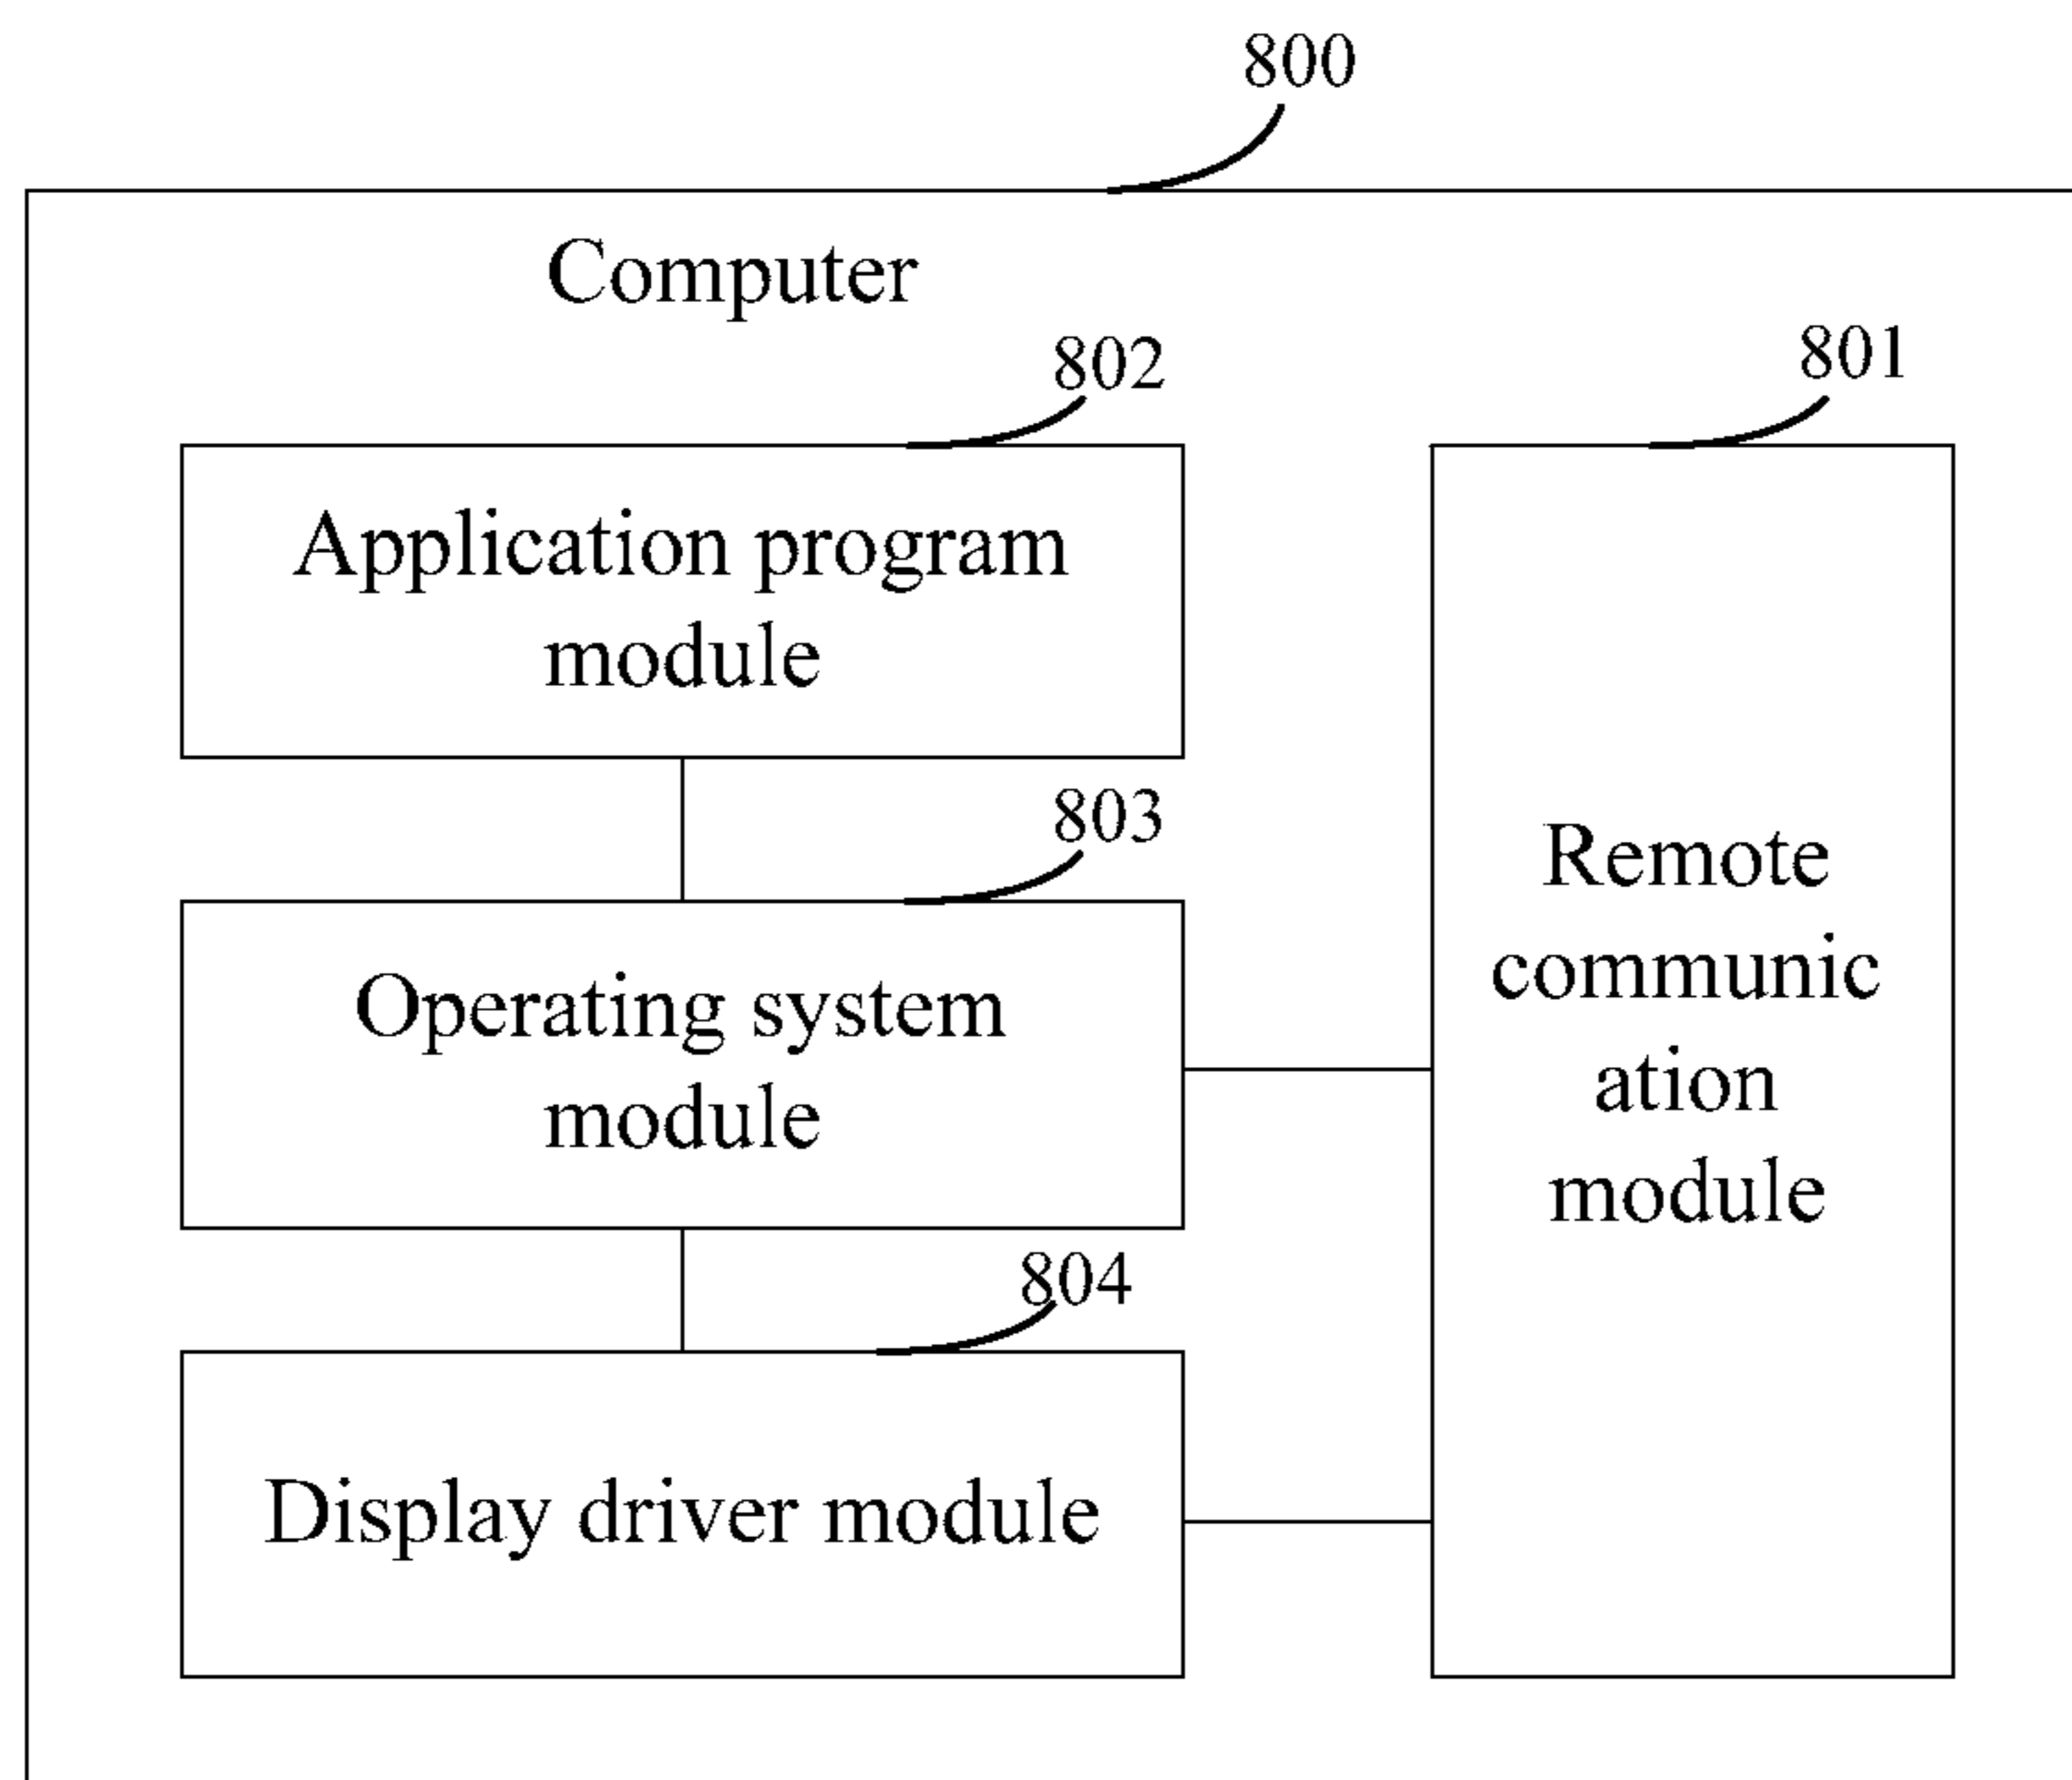 800
Computer
802
801
Application program
module
803
Operating system
module
Remote
communic
ation
module
804
Display driver module